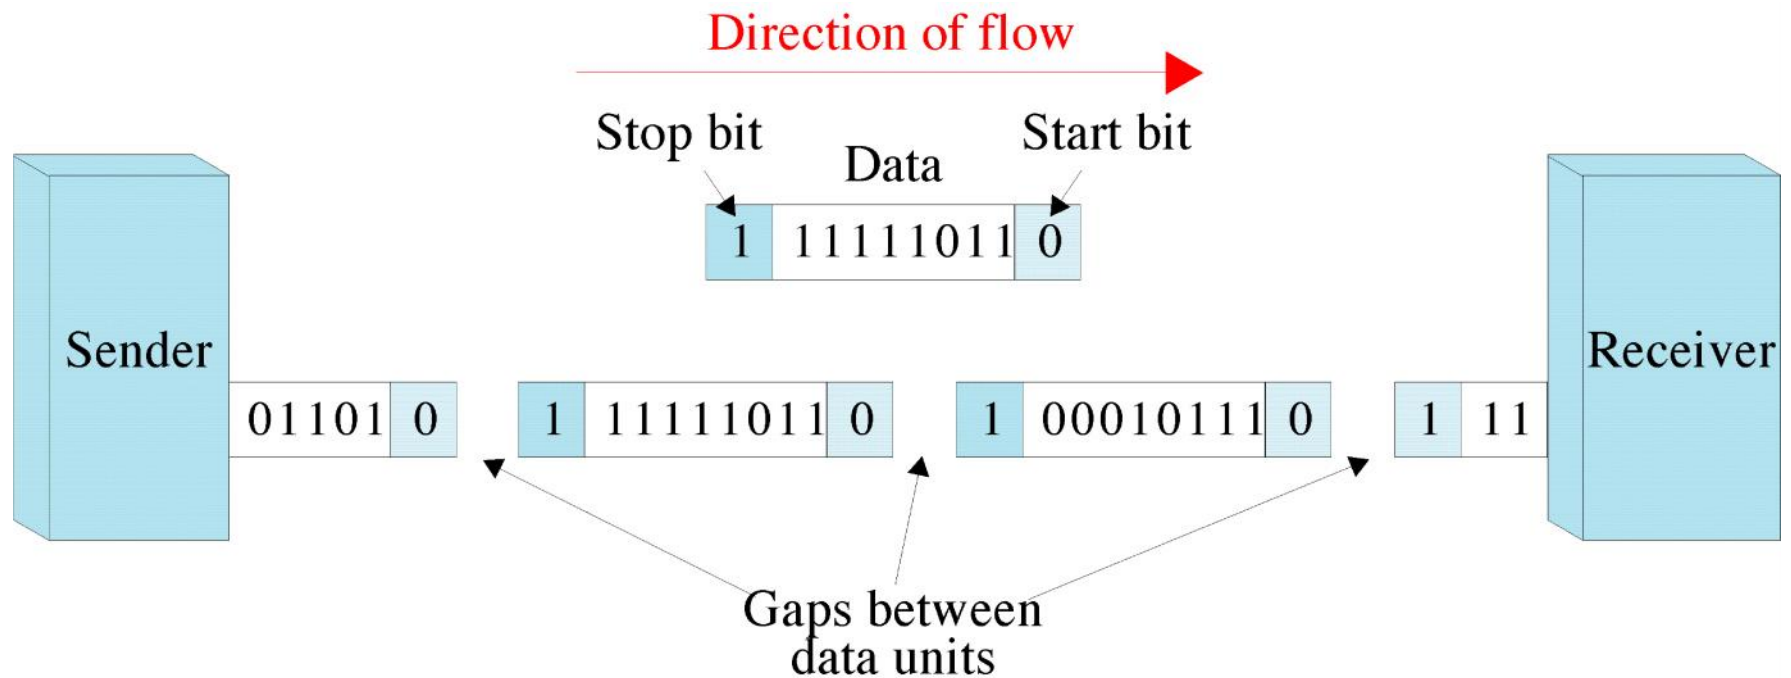 Direction of flow
Stop bit
Start bit
Data
1 11111011 0
Sender
Receiver
01101 0
1 11111011 0
1 00010111 0
1 11
Gaps between
data units